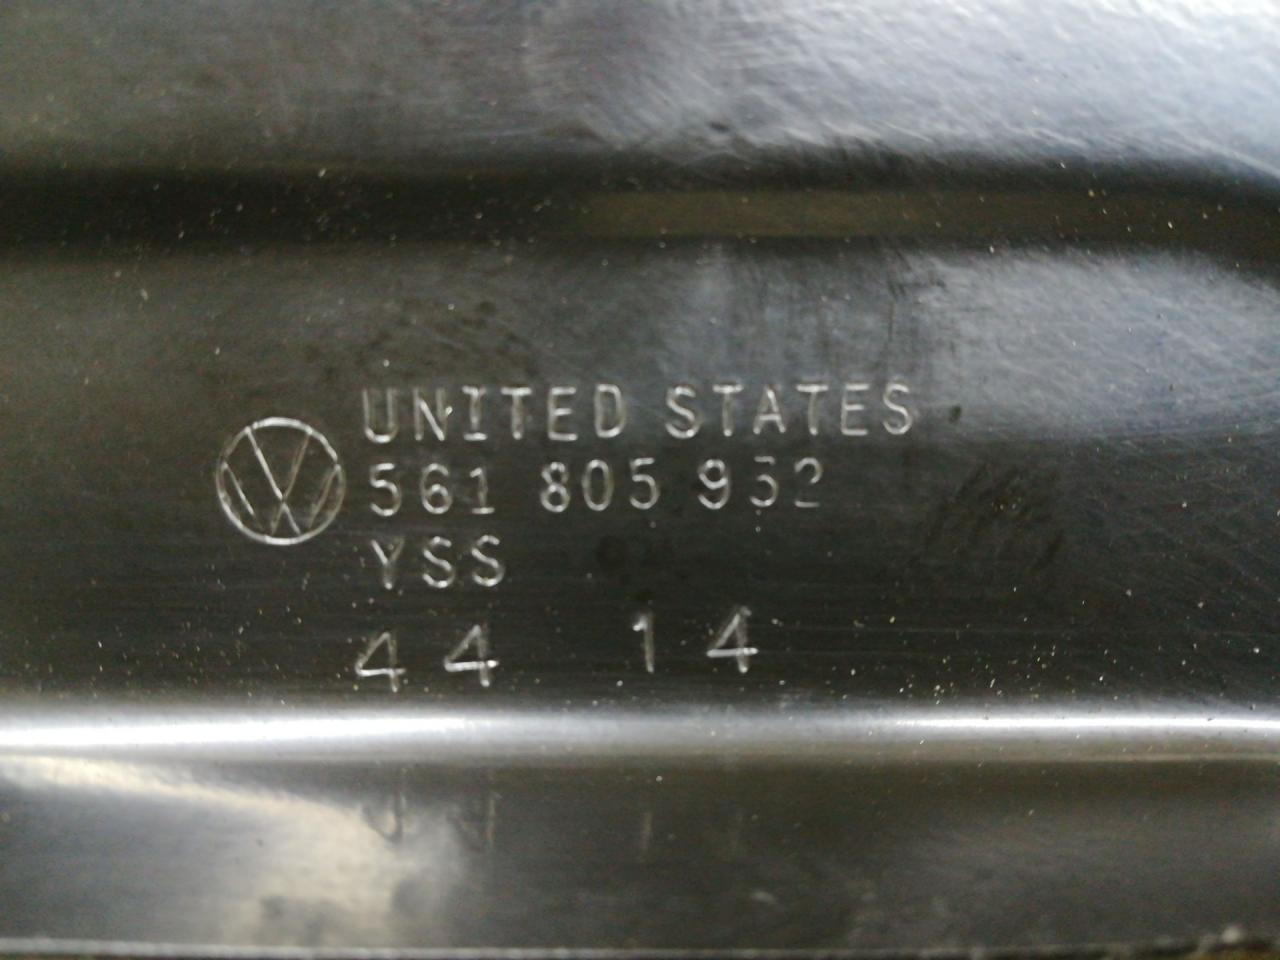 UNITED STATES
561 805 932
YSS
44 14